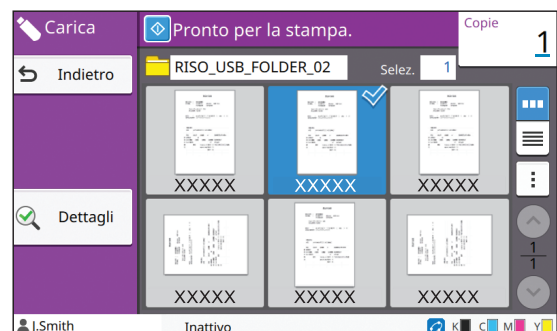 Carica
Pronto per la stampa.
Copie
1
Indietro
RISO_USB_FOLDER_02
Selez. 1
XXXXX XXXXX XXXXX
Dettagli
1
1
XXXXX XXXXX XXXXX
J.Smith
Inattivo
K C M Y